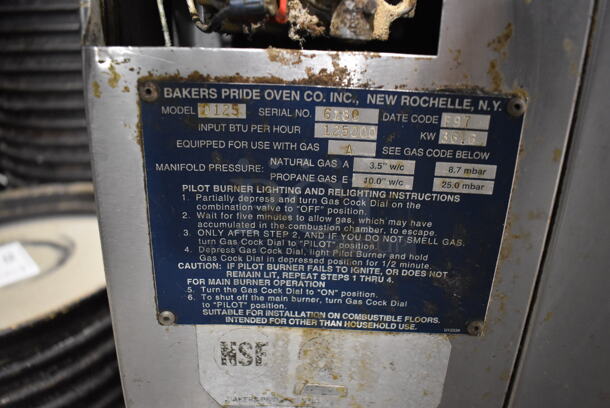 BAKERS PRIDE OVEN CO. INC., NEW ROCHELLE, N.Y.
MODEL D125 SERIAL NO. DATE CODE
INPUT BTU PER HOUR 125000 KW 36.6
EQUIPPED FOR USE WITH GAS A SEE GAS CODE BELOW
MANIFOLD PRESSURE: NATURAL GAS A 3.5" w/c 8.7 mbar
PROPANE GAS E 10.0" w/c 25.0 mbar
PILOT BURNER LIGHTING AND RELIGHTING INSTRUCTIONS
1. Partially depress and turn Gas Cock Dial on the
combination valve to "OFF" position.
2. Wait for five minutes to allow gas, which may have
accumulated in the combustion chamber, to escape.
3. ONLY AFTER STEP 2, AND IF YOU DO NOT SMELL GAS,
turn Gas Cock Dial to "PILOT" position.
4. Depress Gas Cock Dial, light Pilot Burner and hold
Gas Cock Dial in depressed position for 1/2 minute.
CAUTION: IF PILOT BURNER FAILS TO IGNITE, OR DOES NOT
REMAIN LIT, REPEAT STEPS 1 THRU 4.
FOR MAIN BURNER OPERATION
5. Turn the Gas Cock Dial to "ON" position.
6. To shut off the main burner, turn Gas Cock Dial
to "PILOT" position.
SUITABLE FOR INSTALLATION ON COMBUSTIBLE FLOORS.
INTENDED FOR OTHER THAN HOUSEHOLD USE.
NSF
BAKERS